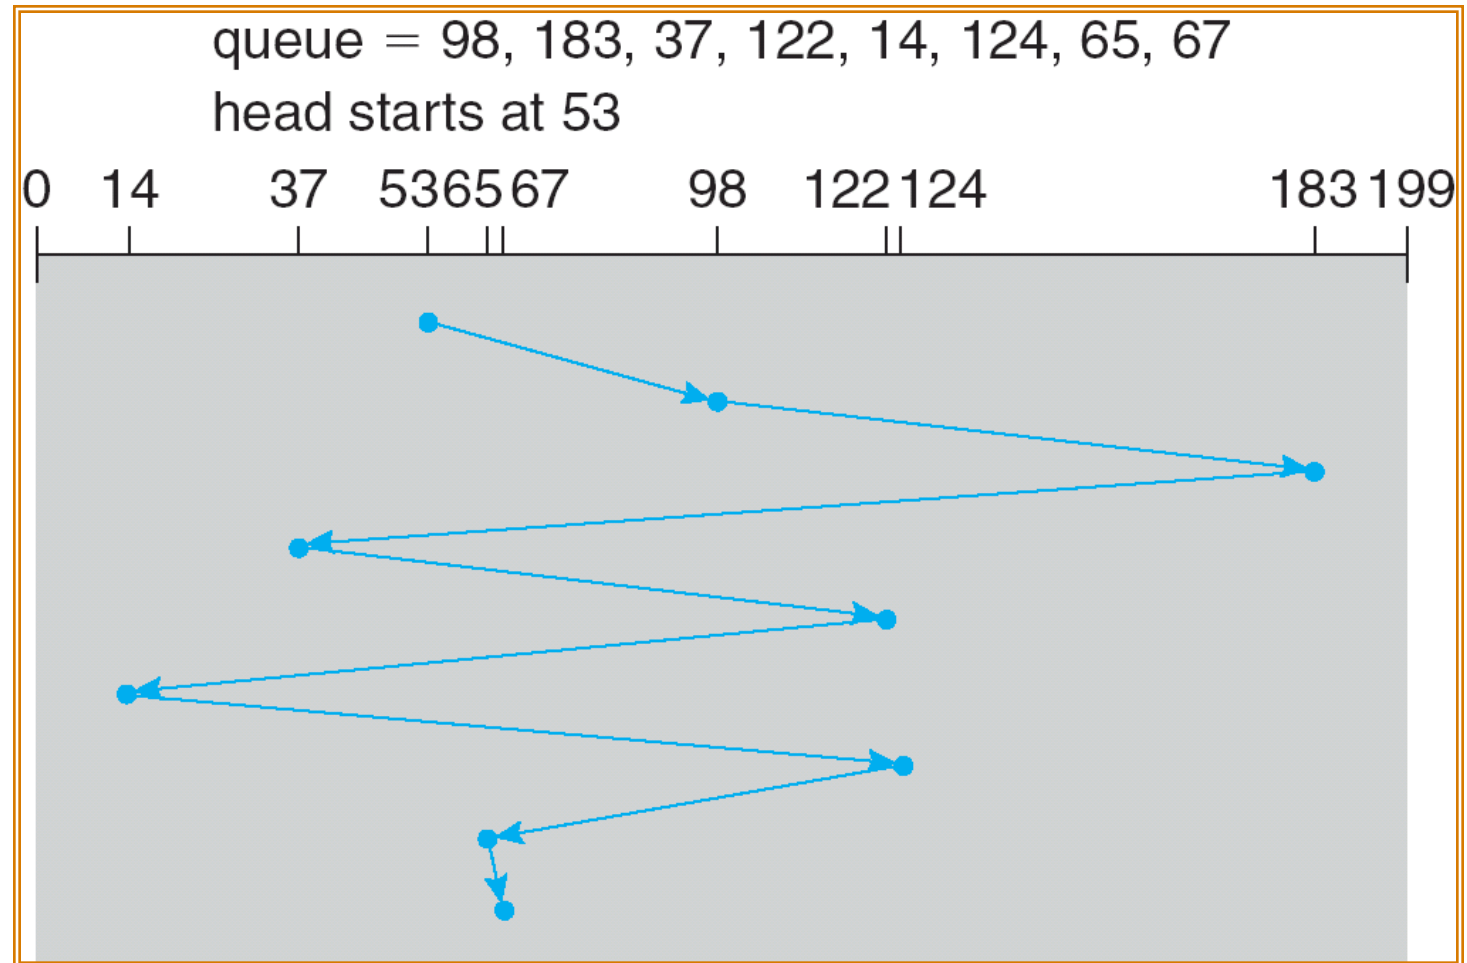 queue = 98, 183, 37, 122, 14, 124, 65, 67
head starts at 53
0 14 37 53 65 67 98 122 124 183 199